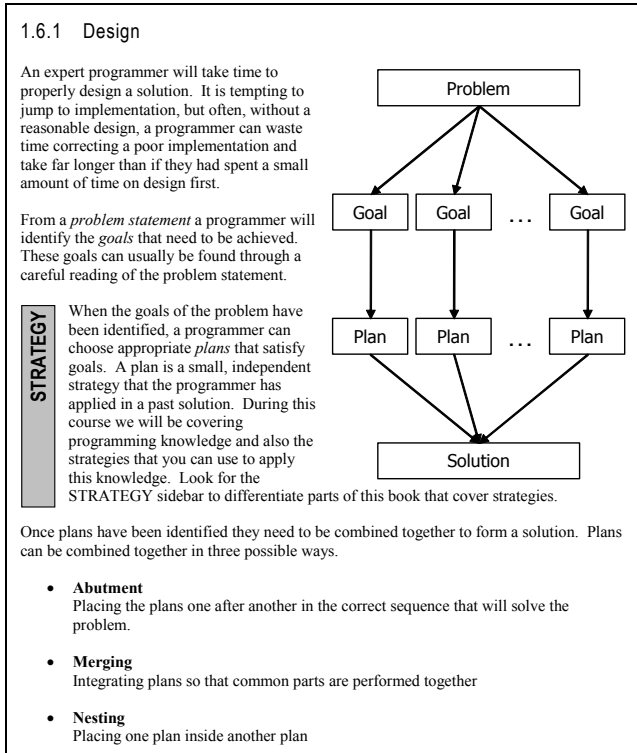 1.6.1 Design
An expert programmer will take time to
properly design a solution. It is tempting to
jump to implementation, but often, without a
reasonable design, a programmer can waste
time correcting a poor implementation and
take far longer than if they had spent a small
amount of time on design first.
From a problem statement a programmer will
identify the goals that need to be achieved.
These goals can usually be found through a
careful reading of the problem statement.
Problem
Goal Goal ... Goal
Plan Plan ... Plan
Solution
STRATEGY
When the goals of the problem have
been identified, a programmer can
choose appropriate plans that satisfy
goals. A plan is a small, independent
strategy that the programmer has
applied in a past solution. During this
course we will be covering
programming knowledge and also the
strategies that you can use to apply
this knowledge. Look for the
STRATEGY sidebar to differentiate parts of this book that cover strategies.
Once plans have been identified they need to be combined together to form a solution. Plans
can be combined together in three possible ways.
• Abutment
Placing the plans one after another in the correct sequence that will solve the
problem.
• Merging
Integrating plans so that common parts are performed together
• Nesting
Placing one plan inside another plan